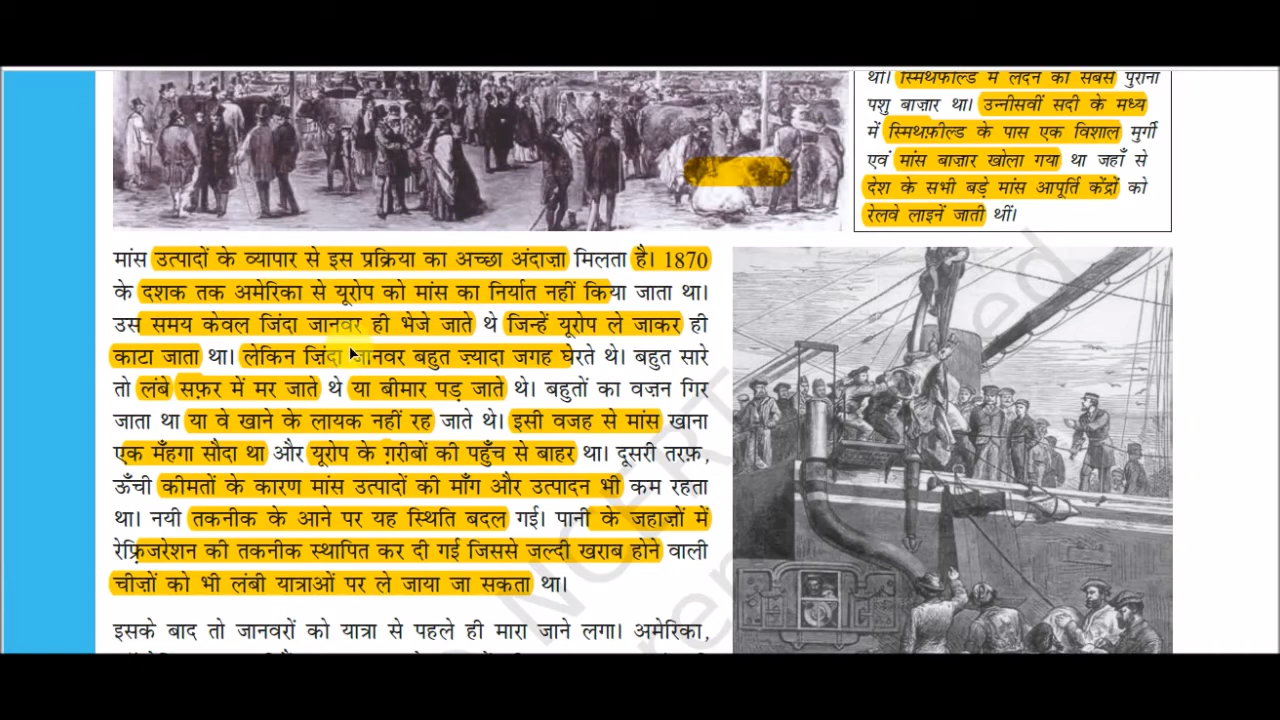 था। स्मिथफ़ील्ड में लंदन का सबसे पुराना
पशु बाज़ार था। उन्नीसवीं सदी के मध्य
में स्मिथफ़ील्ड के पास एक विशाल मुर्गी
एवं मांस बाज़ार खोला गया था जहाँ से
देश के सभी बड़े मांस आपूर्ति केंद्रों को
रेलवे लाइनें जाती थीं।
मांस उत्पादों के व्यापार से इस प्रक्रिया का अच्छा अंदाज़ा मिलता है। 1870
के दशक तक अमेरिका से यूरोप को मांस का निर्यात नहीं किया जाता था।
उस समय केवल ज़िंदा जानवर ही भेजे जाते थे जिन्हें यूरोप ले जाकर ही
काटा जाता था। लेकिन ज़िंदा जानवर बहुत ज़्यादा जगह घेरते थे। बहुत सारे
तो लंबे सफ़र में मर जाते थे या बीमार पड़ जाते थे। बहुतों का वज़न गिर
जाता था या वे खाने के लायक नहीं रह जाते थे। इसी वजह से मांस खाना
एक मँहगा सौदा था और यूरोप के ग़रीबों की पहुँच से बाहर था। दूसरी तरफ़,
ऊँची कीमतों के कारण मांस उत्पादों की माँग और उत्पादन भी कम रहता
था। नयी तकनीक के आने पर यह स्थिति बदल गई। पानी के जहाज़ों में
रेफ़्रिजरेशन की तकनीक स्थापित कर दी गई जिससे जल्दी खराब होने वाली
चीज़ों को भी लंबी यात्राओं पर ले जाया जा सकता था।
इसके बाद तो जानवरों को यात्रा से पहले ही मारा जाने लगा। अमेरिका,